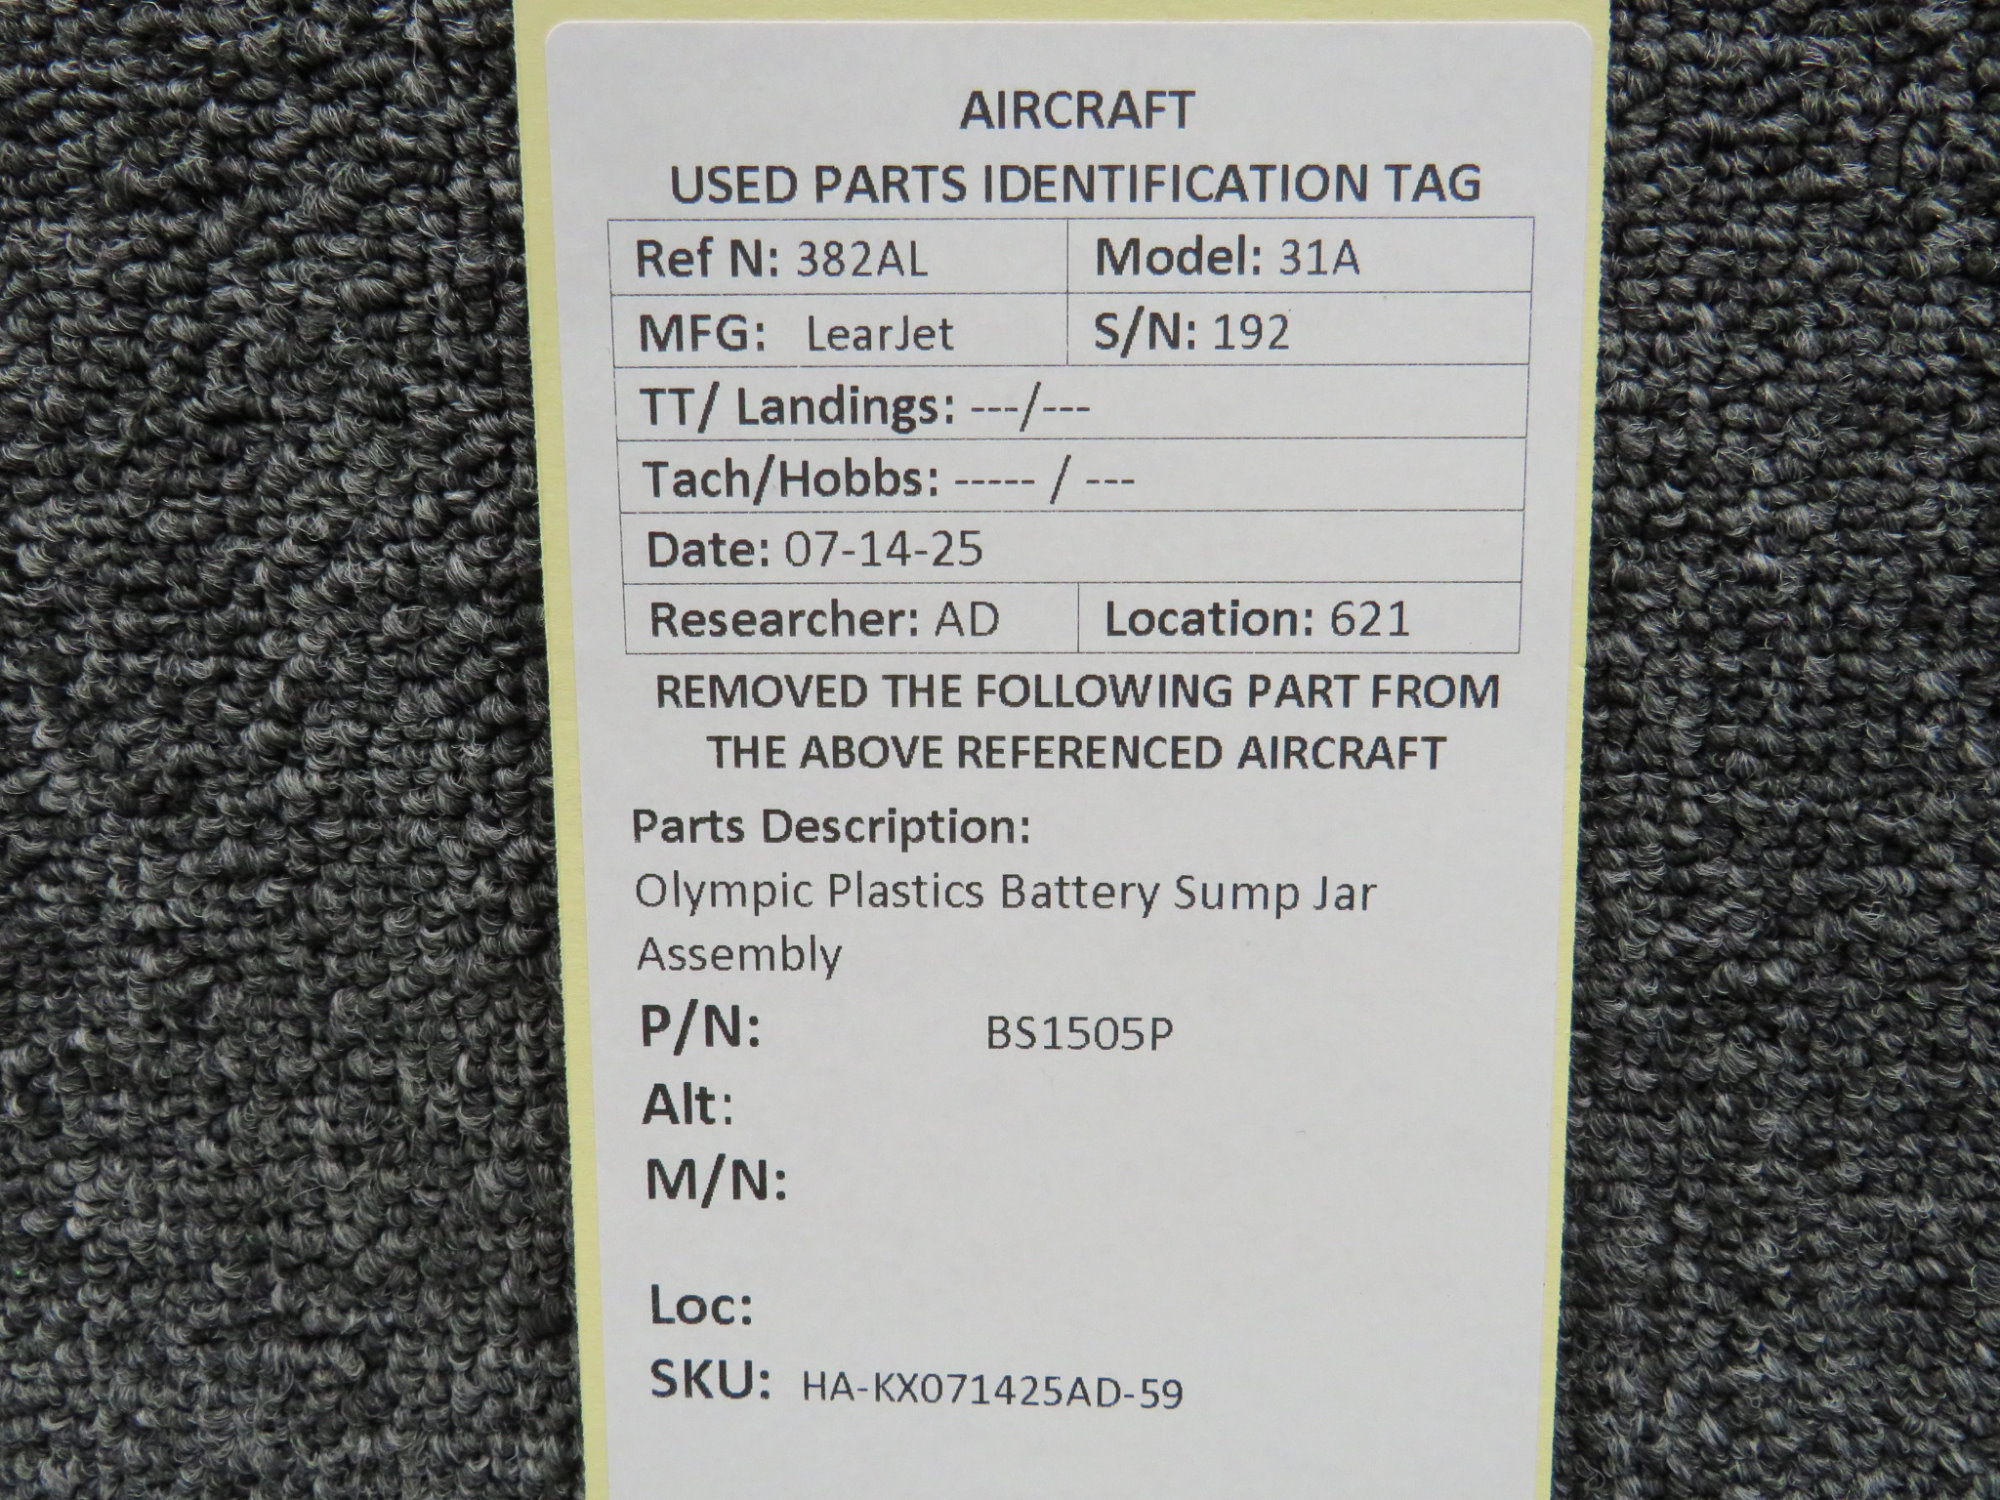 AIRCRAFT
USED PARTS IDENTIFICATION TAG
Ref N: 382AL Model: 31A
MFG: LearJet S/N: 192
TT/ Landings: ---/---
Tach/Hobbs: ----- / ---
Date: 07-14-25
Researcher: AD Location: 621
REMOVED THE FOLLOWING PART FROM
THE ABOVE REFERENCED AIRCRAFT
Parts Description:
Olympic Plastics Battery Sump Jar
Assembly
P/N: BS1505P
Alt:
M/N:
Loc:
SKU: HA-KX071425AD-59